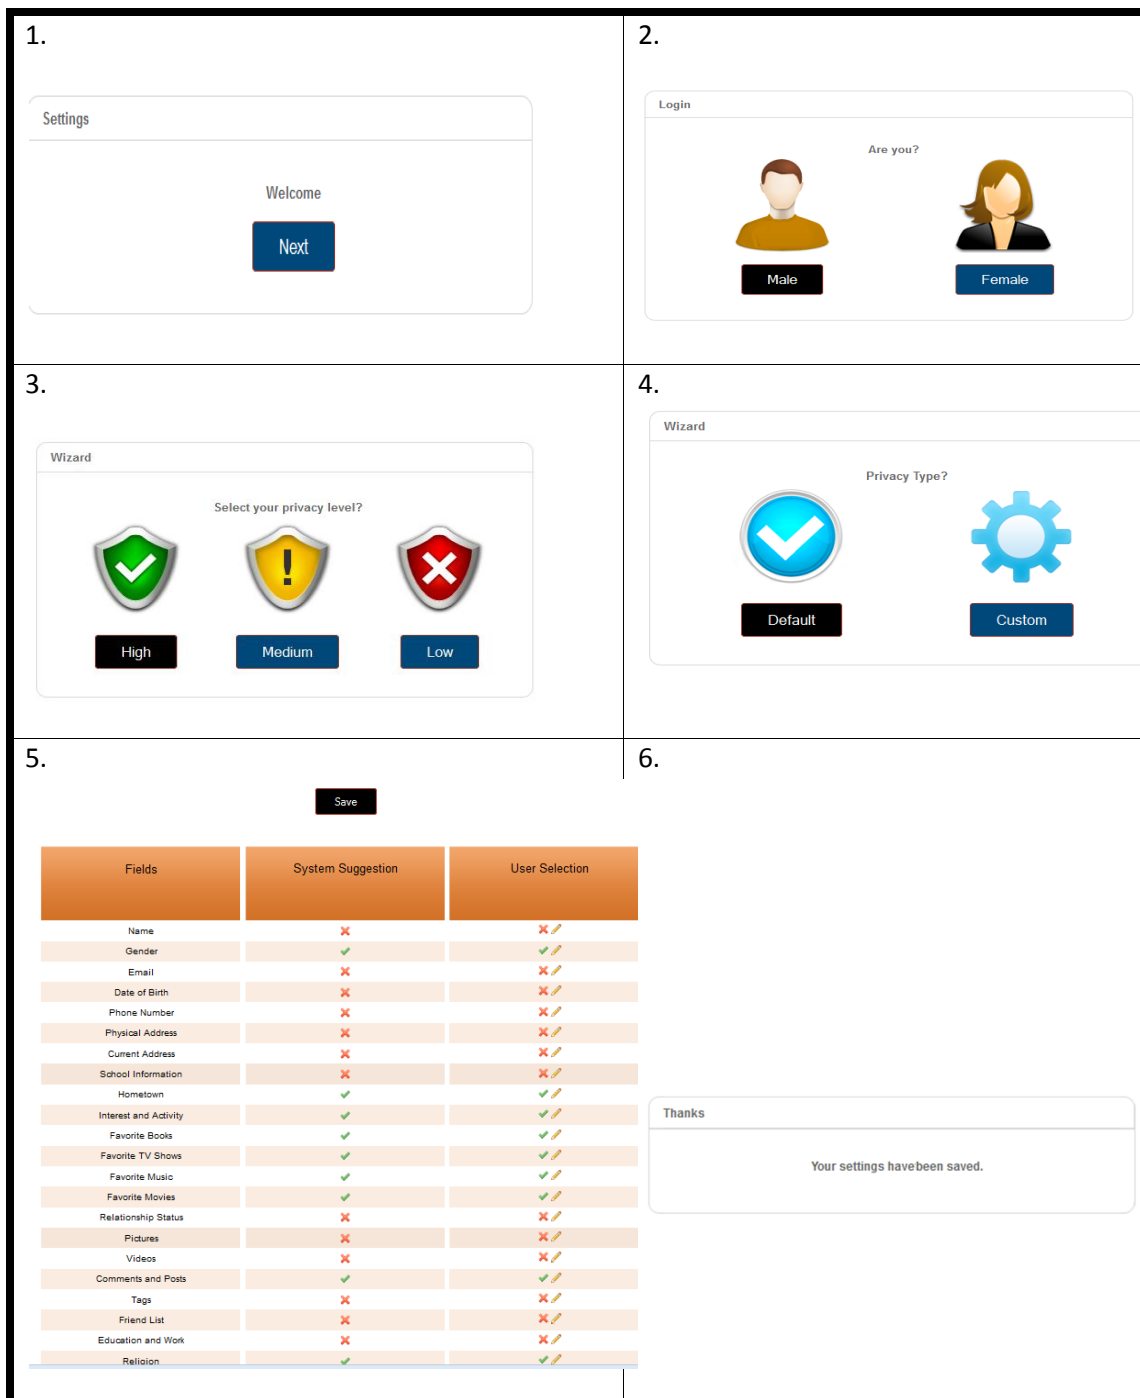 1.
Settings
Welcome
Next
2.
Login
Are you?
Male
Female
3.
Wizard
Select your privacy level?
High
Medium
Low
4.
Wizard
Privacy Type?
Default
Custom
5.
Save
Fields
System Suggestion
User Selection
Name
Gender
Email
Date of Birth
Phone Number
Physical Address
Current Address
School Information
Hometown
Interest and Activity
Favorite Books
Favorite TV Shows
Favorite Music
Favorite Movies
Relationship Status
Pictures
Videos
Comments and Posts
Tags
Friend List
Education and Work
Religion
6.
Thanks
Your settings havebeen saved.